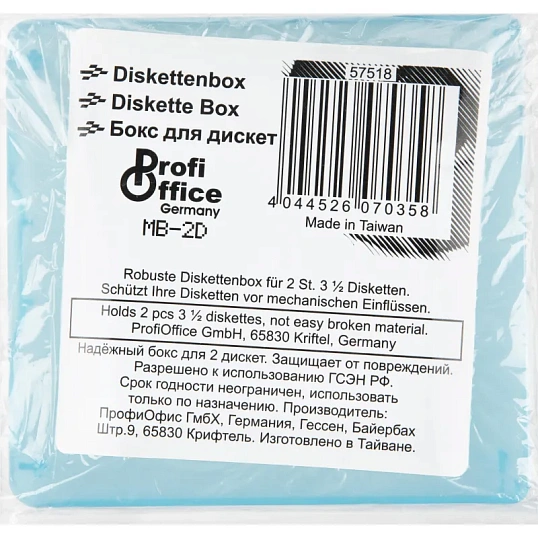 Diskettenbox
Diskette Box
Бокс для дискет
57518
Profi
Office
Germany
MB-2D
4 044526 070358
Made in Taiwan
Robuste Diskettenbox für 2 St. 3 ½ Disketten.
Schützt Ihre Disketten vor mechanischen Einflüssen.
Holds 2 pcs 3 ½ diskettes, not easy broken material.
ProfiOffice GmbH, 65830 Kriftel, Germany
Надёжный бокс для 2 дискет. Защищает от повреждений.
Разрешено к использованию ГСЭН РФ.
Срок годности неограничен, использовать
только по назначению. Производитель:
ПрофиОфис ГмбХ, Германия, Гессен, Байербах
Штр.9, 65830 Крифтель. Изготовлено в Тайване.